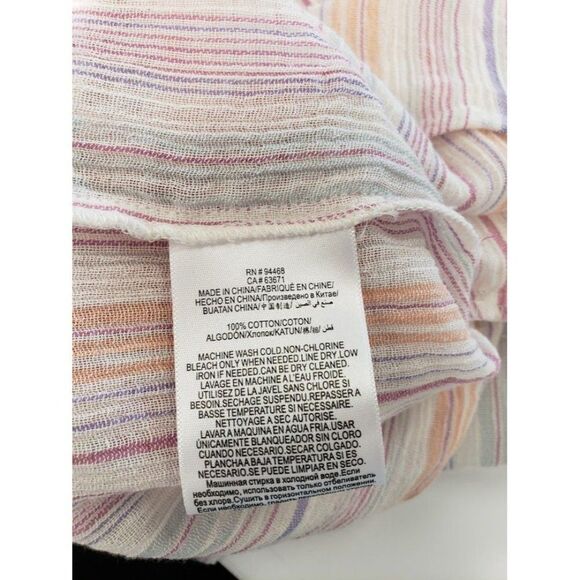 RN # 94468
CA # 63671
MADE IN CHINA/FABRIQUÉ EN CHINE/
HECHO EN CHINA/Произведено в Китае/
BUATAN CHINA/中国制造/صنع في الصين
100% COTTON/COTON/
ALGODÓN/Хлопок/KATUN/棉/綿/قطن
MACHINE WASH COLD.NON-CHLORINE
BLEACH ONLY WHEN NEEDED.LINE DRY.LOW
IRON IF NEEDED.CAN BE DRY CLEANED.
LAVAGE EN MACHINE A L'EAU FROIDE.
UTILISEZ DE LA JAVEL SANS CHLORE SI
BESOIN.SECHAGE SUSPENDU.REPASSER A
BASSE TEMPERATURE SI NECESSAIRE.
NETTOYAGE A SEC AUTORISE.
LAVAR A MAQUINA EN AGUA FRIA.USAR
ÚNICAMENTE BLANQUEADOR SIN CLORO
CUANDO NECESARIO.SECAR COLGADO.
PLANCHA A BAJA TEMPERATURA SI ES
NECESARIO.SE PUEDE LIMPIAR EN SECO.
Машинная стирка в холодной воде.Если
необходимо, использовать только отбеливатель
без хлора.Сушить в горизонтальном положении.